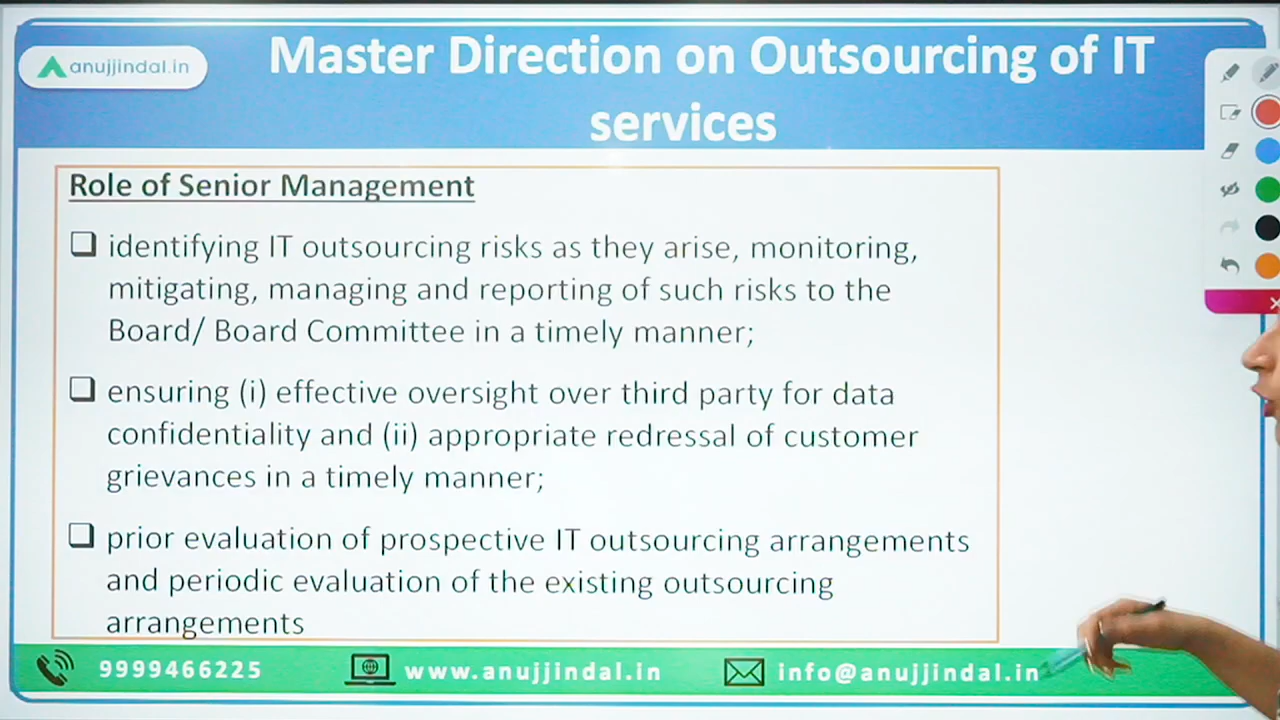 anujjindal.in
Master Direction on Outsourcing of IT
services
Role of Senior Management
identifying IT outsourcing risks as they arise, monitoring,
mitigating, managing and reporting of such risks to the
Board/ Board Committee in a timely manner;
ensuring (i) effective oversight over third party for data
confidentiality and (ii) appropriate redressal of customer
grievances in a timely manner;
prior evaluation of prospective IT outsourcing arrangements
and periodic evaluation of the existing outsourcing
arrangements
9999466225 www.anujjindal.in info@anujjindal.in